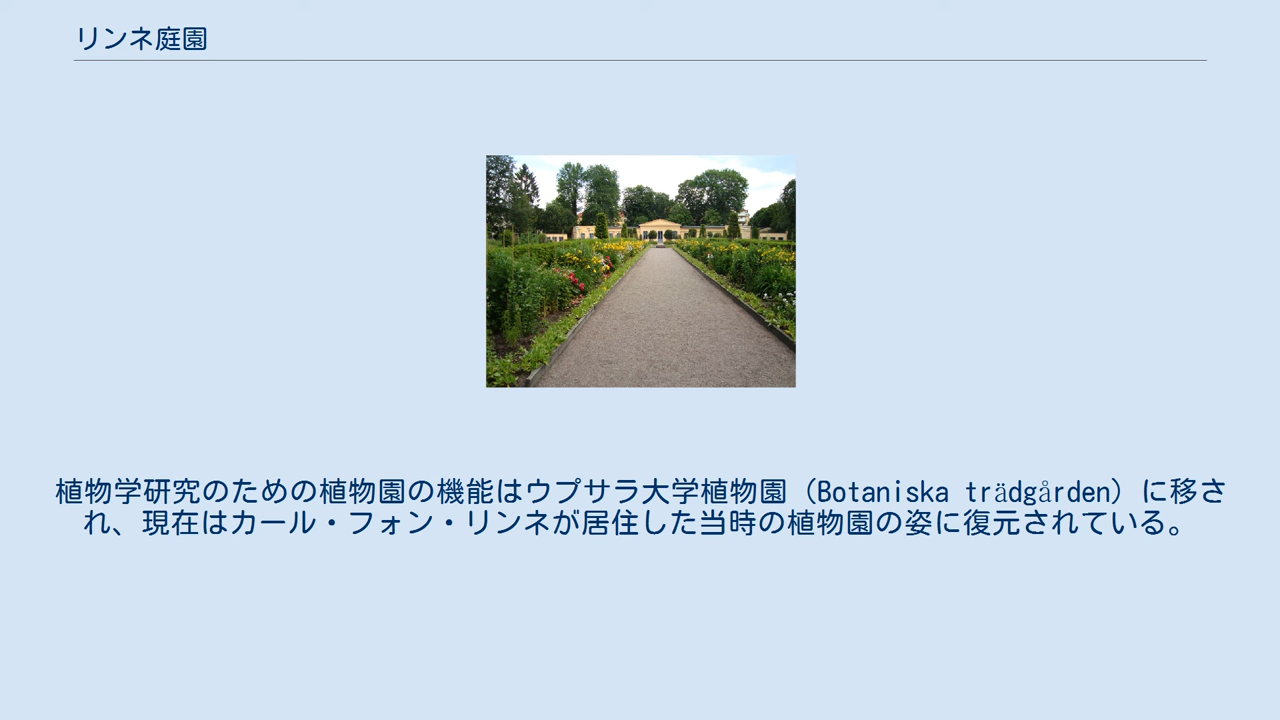 リンネ庭園
植物学研究のための植物園の機能はウプサラ大学植物園（Botaniska trädgården）に移さ
れ、現在はカール・フォン・リンネが居住した当時の植物園の姿に復元されている。